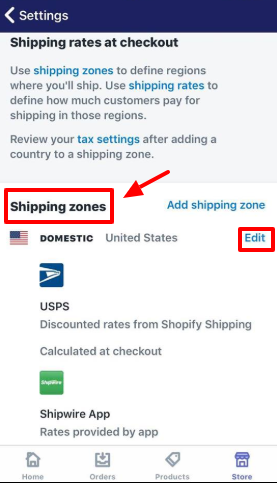 Settings
Shipping rates at checkout
Use shipping zones to define regions
where you'll ship. Use shipping rates to
define how much customers pay for
shipping in those regions.
Review your tax settings after adding a
country to a shipping zone.
Shipping zones Add shipping zone
DOMESTIC United States Edit
USPS
Discounted rates from Shopify Shipping
Calculated at checkout
ShipWire
Shipwire App
Rates provided by app
Home Orders Products Store